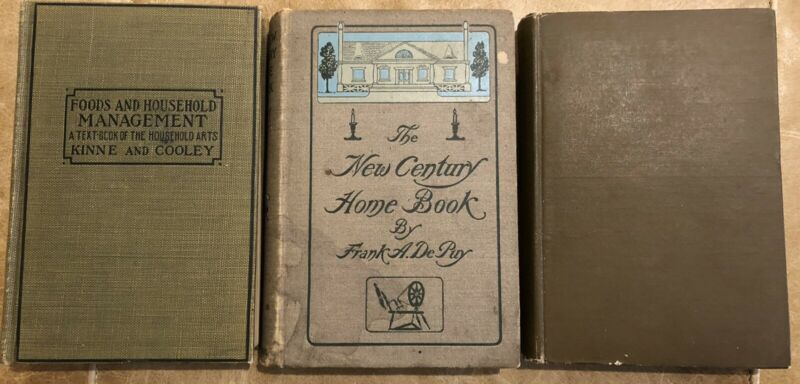 FOODS AND HOUSEHOLD
MANAGEMENT
A TEXT-BOOK OF THE HOUSEHOLD ARTS
KINNE AND COOLEY
The
New Century
Home Book
By
Frank A. De Puy